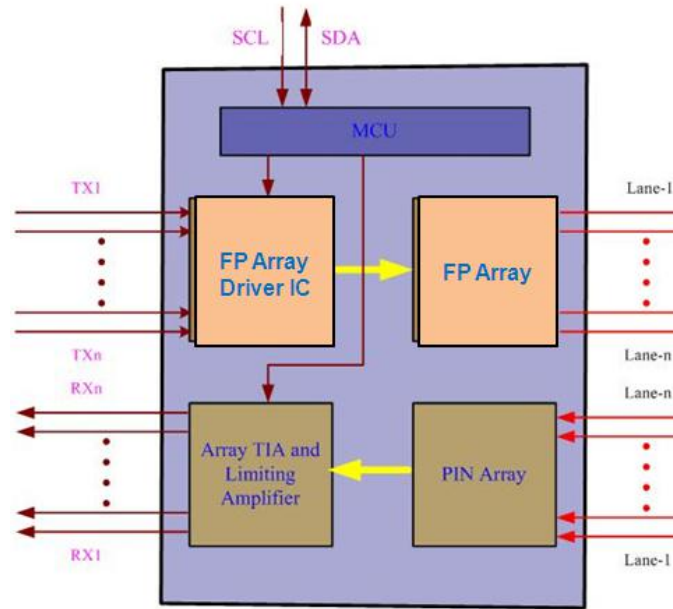 SCL SDA
MCU
TX1
Lane-1
FP Array
Driver IC
FP Array
TXn
Lane-n
RXn
Lane-n
Array TIA and
Limiting
Amplifier
PIN Array
RX1
Lane-1